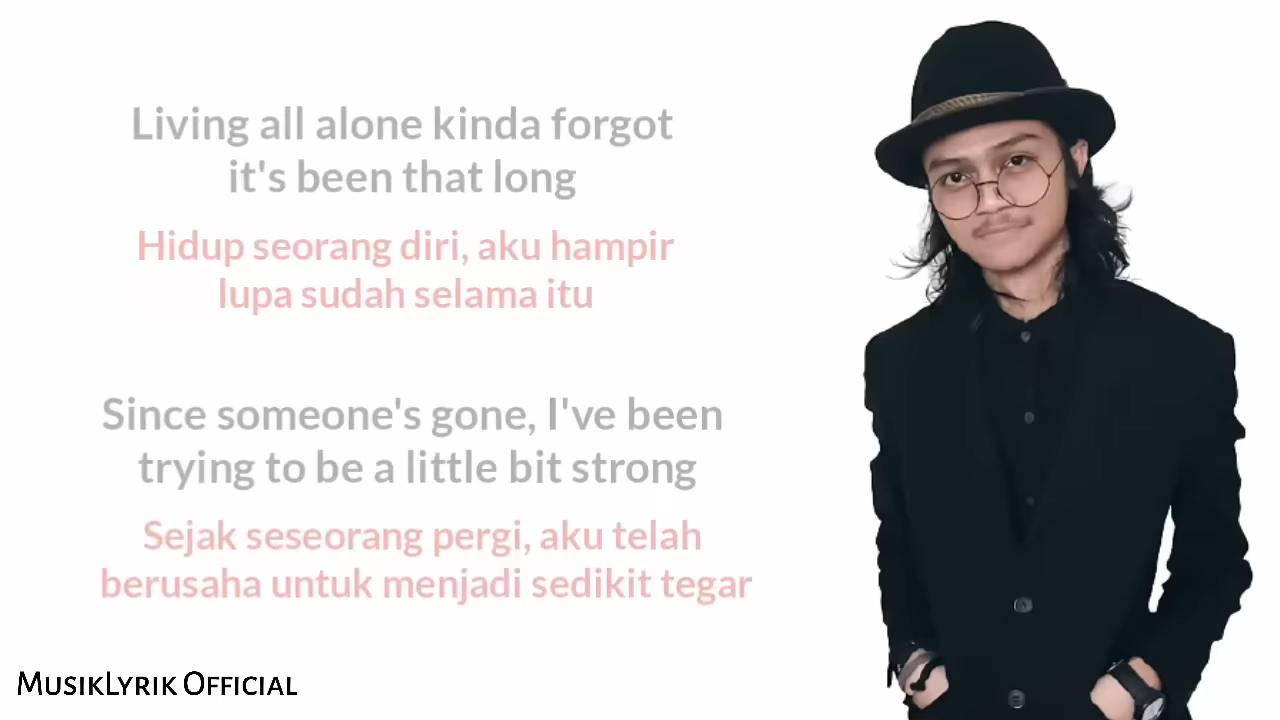 Living all alone kinda forgot
it's been that long
Hidup seorang diri, aku hampir
lupa sudah selama itu
Since someone's gone, I've been
trying to be a little bit strong
Sejak seseorang pergi, aku telah
berusaha untuk menjadi sedikit tegar
MusikLyrik Official